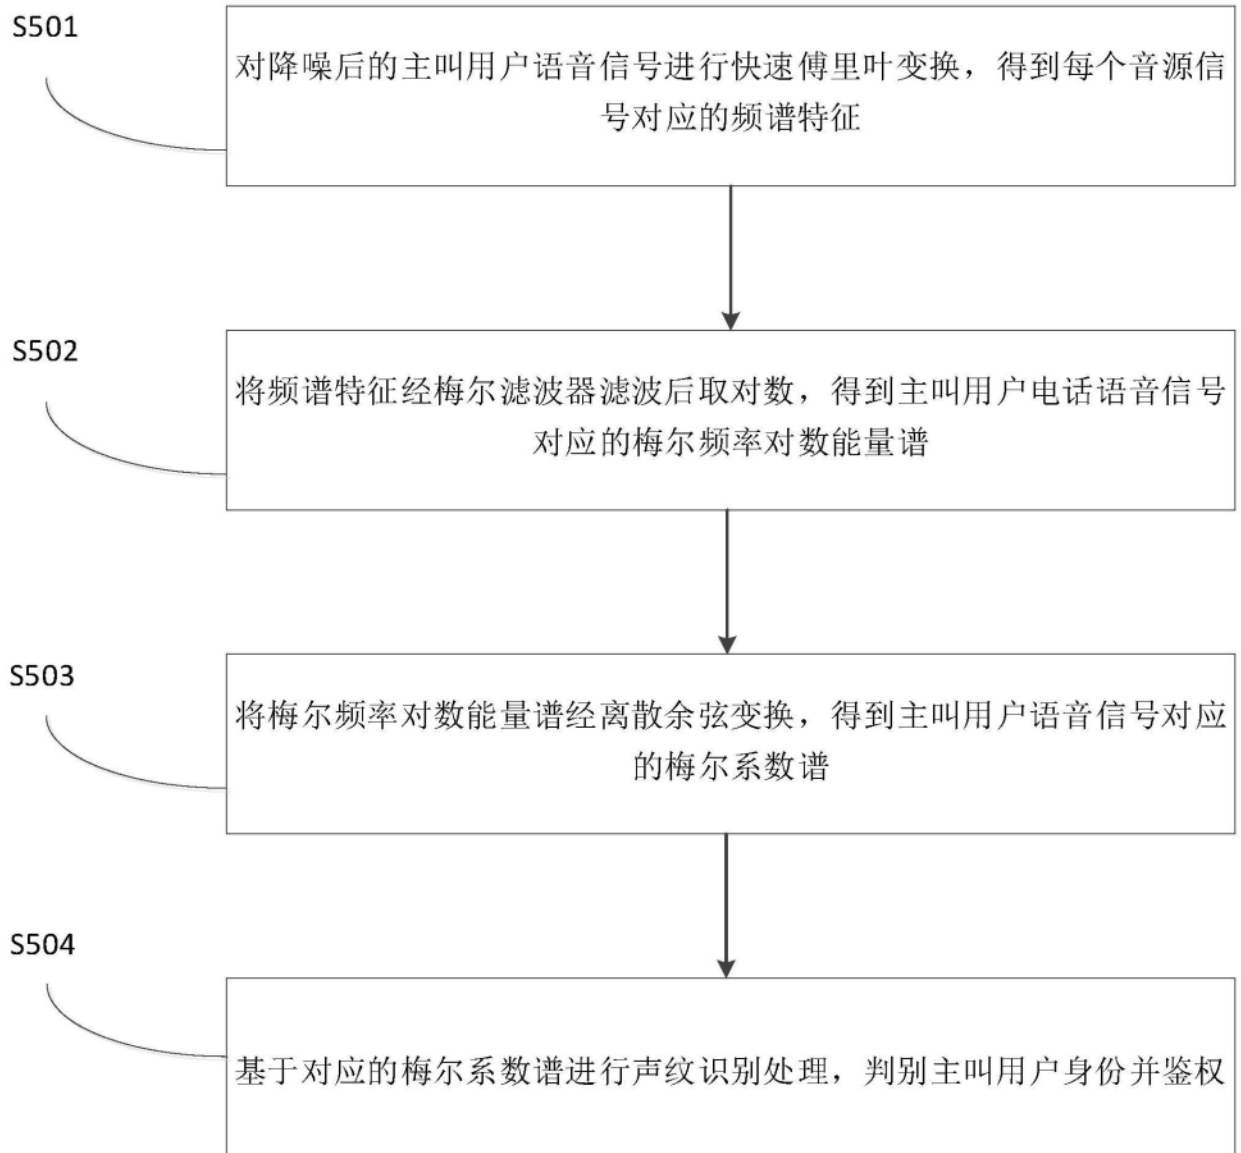 S501
对降噪后的主叫用户语音信号进行快速傅里叶变换，得到每个音源信
号对应的频谱特征
S502
将频谱特征经梅尔滤波器滤波后取对数，得到主叫用户电话语音信号
对应的梅尔频率对数能量谱
S503
将梅尔频率对数能量谱经离散余弦变换，得到主叫用户语音信号对应
的梅尔系数谱
S504
基于对应的梅尔系数谱进行声纹识别处理，判别主叫用户身份并鉴权